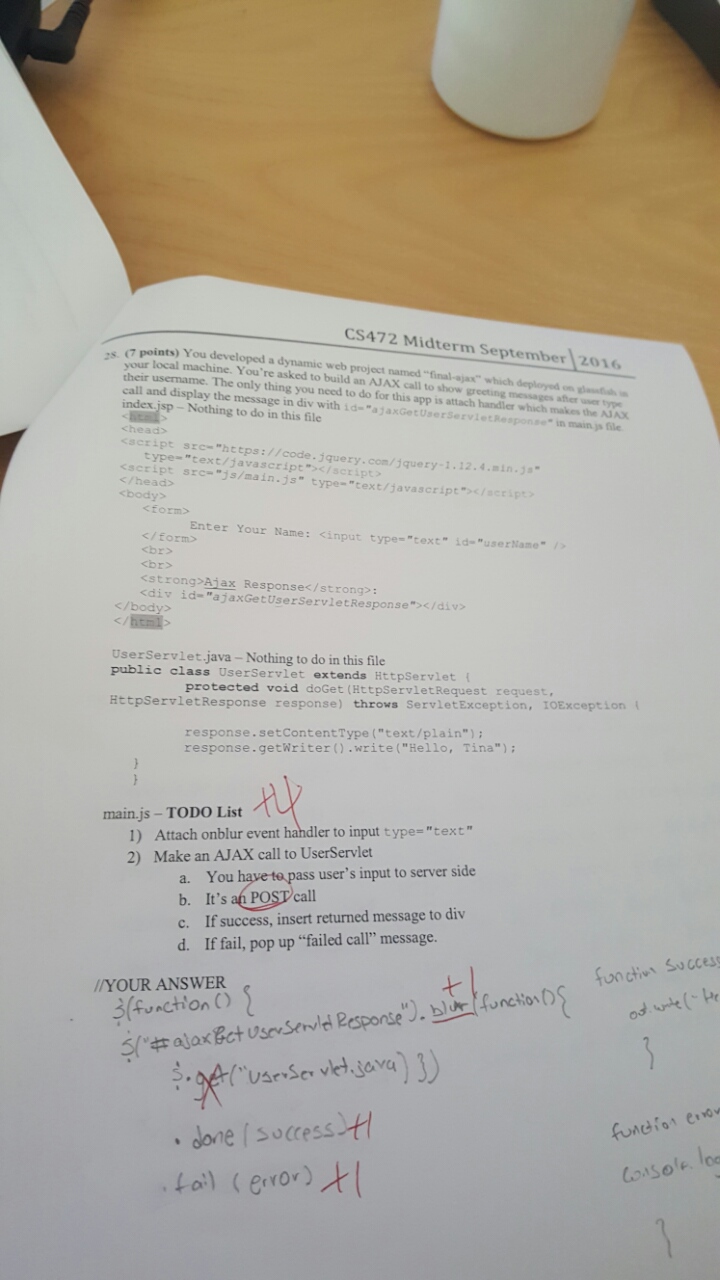 CS472 Midterm September 2016
28. (7 points) You developed a dynamic web project named "final-ajax" which deployed on glassfish in
your local machine. You're asked to build an AJAX call to show greeting messages after user type
their username. The only thing you need to do for this app is attach handler which makes the AJAX
call and display the message in div with id="ajaxGetUserServletResponse" in main.js file.
index.jsp – Nothing to do in this file
<html>
<head>
<script src="https://code.jquery.com/jquery-1.12.4.min.js"
type="text/javascript"></script>
<script src="js/main.js" type="text/javascript"></script>
</head>
<body>
<form>
Enter Your Name: <input type="text" id="userName" />
</form>
<br>
<br>
<strong>Ajax Response</strong>:
<div id="ajaxGetUserServletResponse"></div>
</body>
</html>
UserServlet.java – Nothing to do in this file
public class UserServlet extends HttpServlet {
protected void doGet(HttpServletRequest request,
HttpServletResponse response) throws ServletException, IOException {
response.setContentType("text/plain");
response.getWriter().write("Hello, Tina");
}
}
main.js – TODO List +4
1) Attach onblur event handler to input type="text"
2) Make an AJAX call to UserServlet
a. You have to pass user's input to server side
b. It's an POST call
c. If success, insert returned message to div
d. If fail, pop up "failed call" message.
//YOUR ANSWER
$(function() {
$("#ajaxGetUserServletResponse").blur(function(){ +1
$.get("UserServlet.java) })
.done(success) +1
.fail (error) +1
function success
}
function error
console.log
}